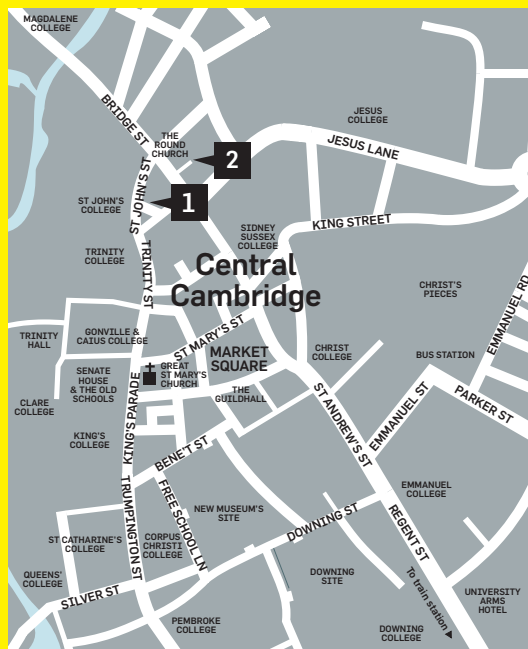 MAGDALENE
COLLEGE
BRIDGE ST
THE
ROUND
CHURCH
2
JESUS
COLLEGE
JESUS LANE
ST JOHN'S
COLLEGE
ST JOHN'S ST
1
SIDNEY
SUSSEX
COLLEGE
KING STREET
TRINITY
COLLEGE
TRINITY ST
Central
Cambridge
CHRIST'S
PIECES
EMMANUEL RD
TRINITY
HALL
GONVILLE &
CAIUS COLLEGE
ST MARY'S ST
MARKET
SQUARE
CHRIST
COLLEGE
BUS STATION
SENATE
HOUSE
& THE OLD
SCHOOLS
GREAT
ST MARY'S
CHURCH
THE
GUILDHALL
CLARE
COLLEGE
KING'S PARADE
ST ANDREW'S ST
EMMANUEL ST
PARKER ST
KING'S
COLLEGE
BENE'T ST
TRUMPINGTON ST
FREE SCHOOL LN
NEW MUSEUM'S
SITE
EMMANUEL
COLLEGE
DOWNING ST
REGENT ST
ST CATHARINE'S
COLLEGE
CORPUS
CHRISTI
COLLEGE
QUEENS'
COLLEGE
SILVER ST
DOWNING
SITE
To train station
UNIVERSITY
ARMS
HOTEL
PEMBROKE
COLLEGE
DOWNING
COLLEGE